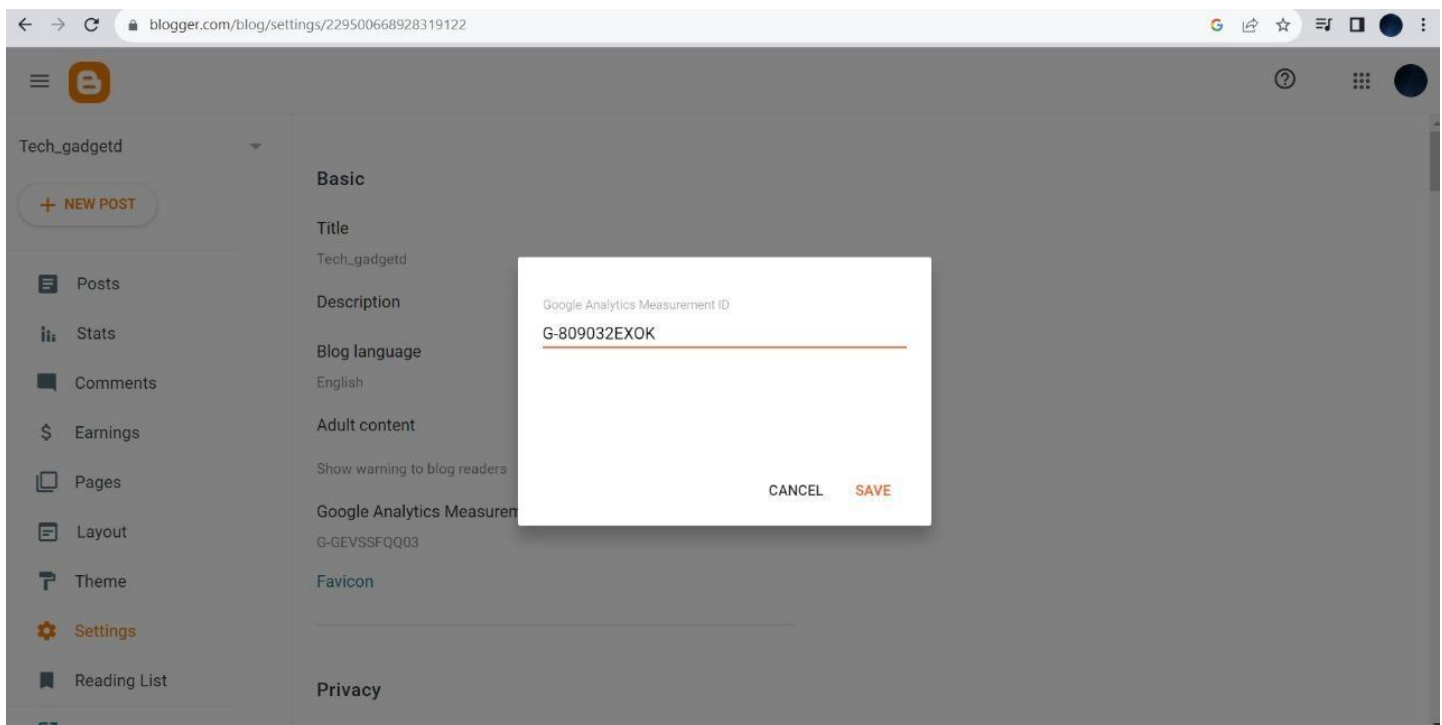 blogger.com/blog/settings/229500668928319122
Tech_gadgetd
NEW POST
Posts
Stats
Comments
Earnings
Pages
Layout
Theme
Settings
Reading List
Basic
Title
Tech_gadgetd
Description
Blog language
English
Adult content
Show warning to blog readers
Google Analytics Measurem
G-GEVSSFQQ03
Favicon
Privacy
Google Analytics Measurement ID
G-809032EXOK
CANCEL SAVE